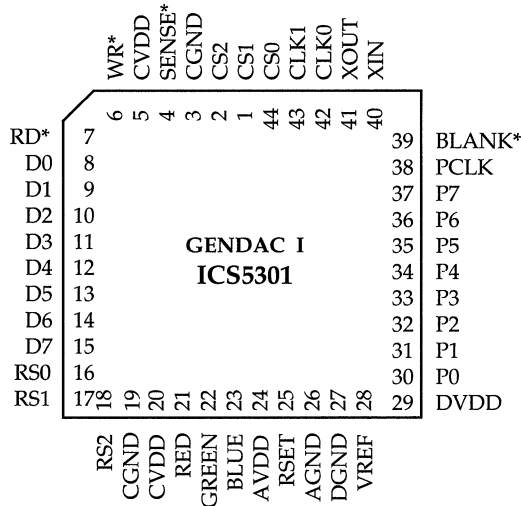 WR* CVDD SENSE* CGND CS2 CS1 CS0 CLK1 CLK0 XOUT XIN
6 5 4 3 2 1 44 43 42 41 40
RD* 7
D0 8
D1 9
D2 10
D3 11
D4 12
D5 13
D6 14
D7 15
RS0 16
RS1 17
GENDAC I
ICS5301
39 BLANK*
38 PCLK
37 P7
36 P6
35 P5
34 P4
33 P3
32 P2
31 P1
30 P0
29 DVDD
18 19 20 21 22 23 24 25 26 27 28
RS2 CGND CVDD RED GREEN BLUE AVDD RSET AGND DGND VREF